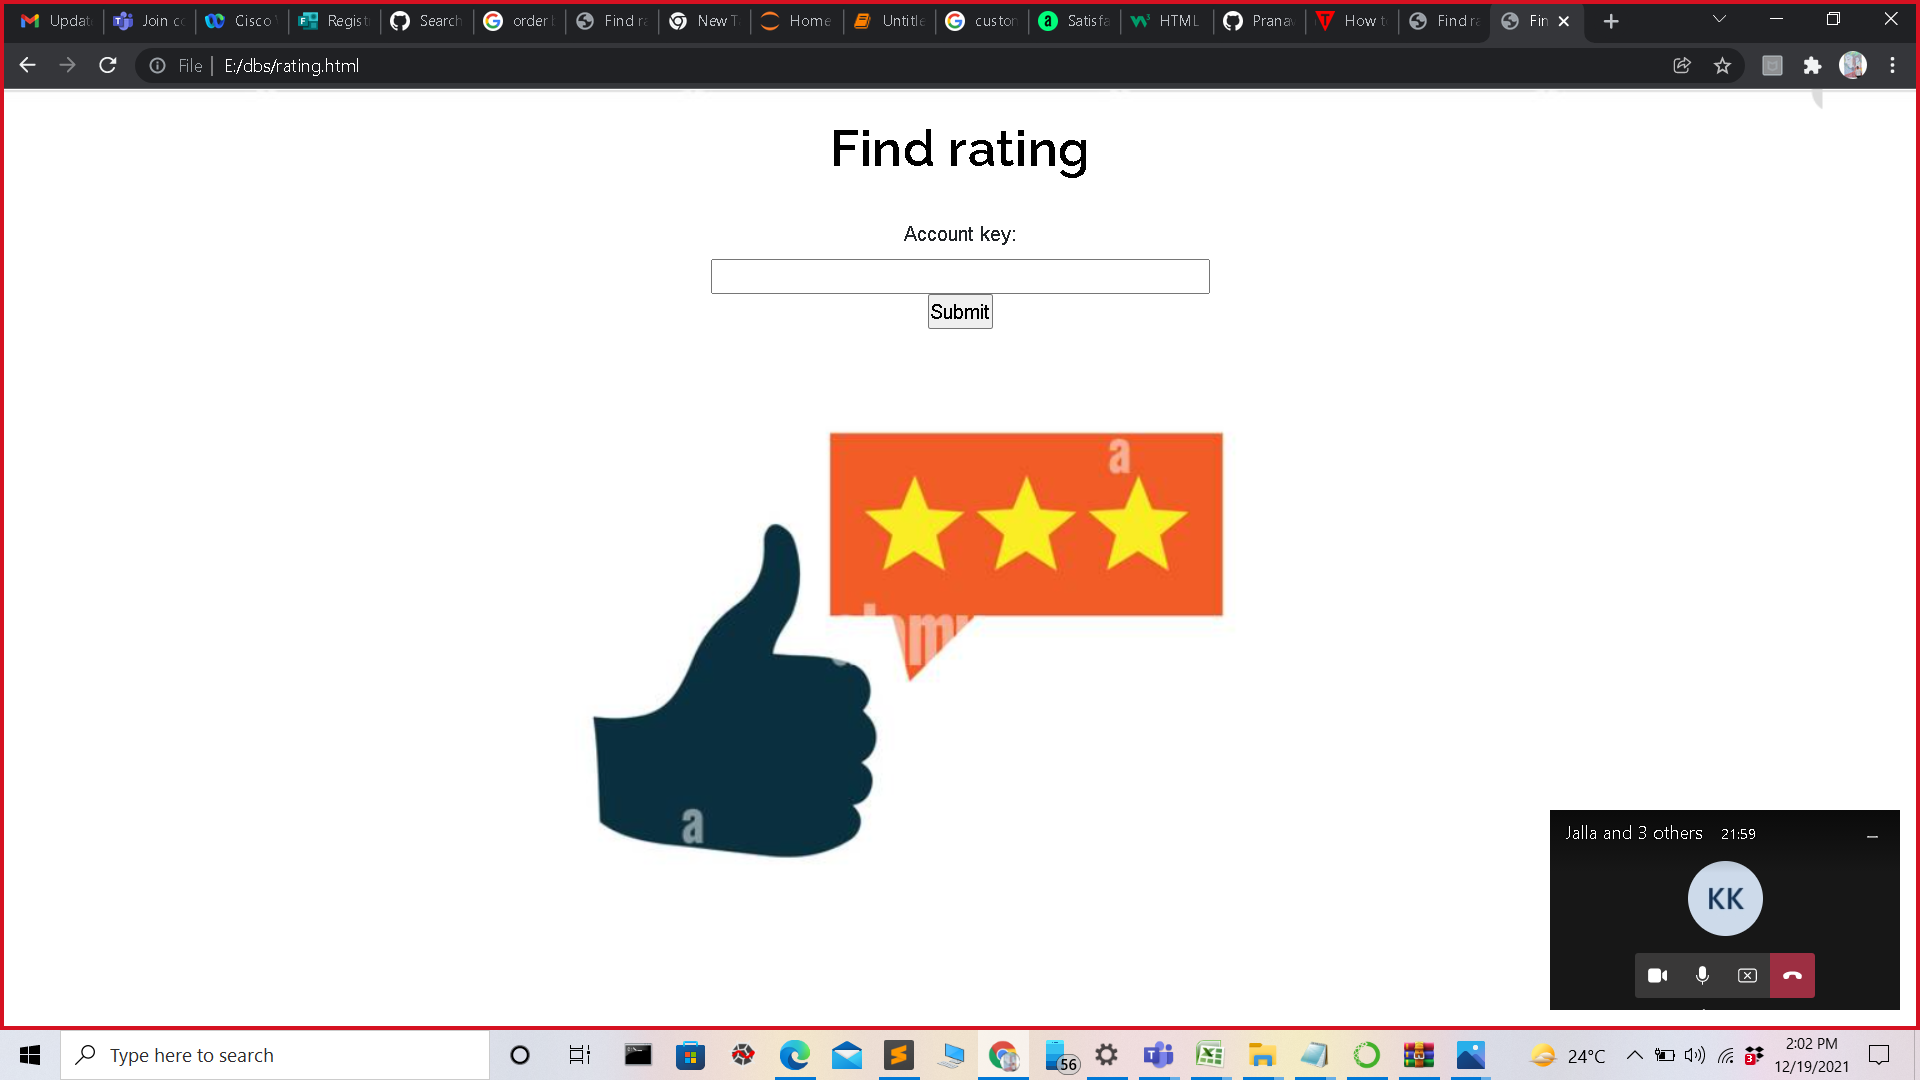 Updat Join co Cisco Regist Search order Find ra New T Home Untitle custon Satisfa HTML Pranav How t Find ra Fin
File E:/dbs/rating.html
Find rating
Account key:
Submit
a
a
Jalla and 3 others 21:59
KK
Type here to search
56
24°C
3
2:02 PM
12/19/2021